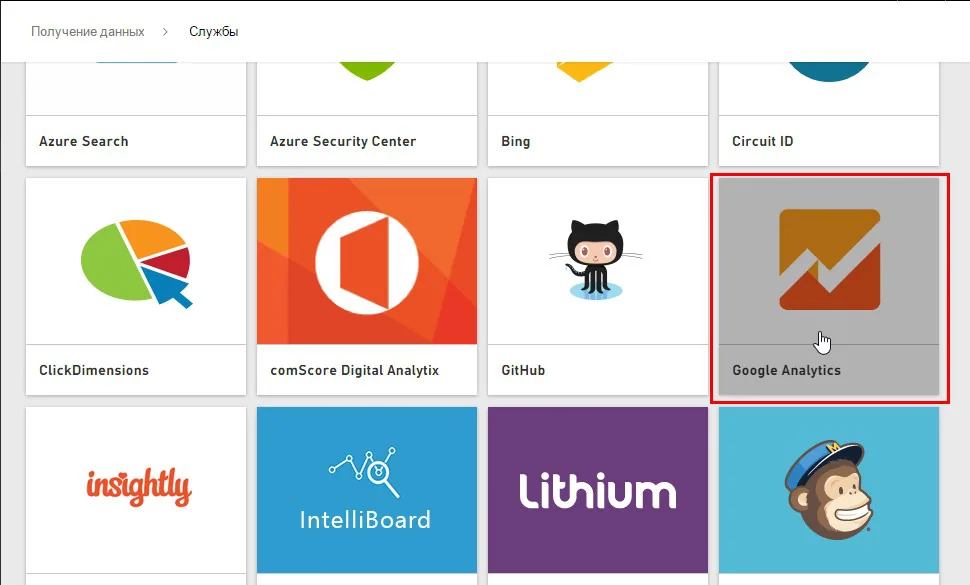 Получение данных > Службы
Azure Search
Azure Security Center
Bing
Circuit ID
ClickDimensions
comScore Digital Analytix
GitHub
Google Analytics
insightly
IntelliBoard
Lithium
M